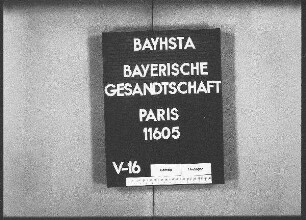 BAYHSTA
BAYERISCHE
GESANDTSCHAFT
PARIS
11605
V-16